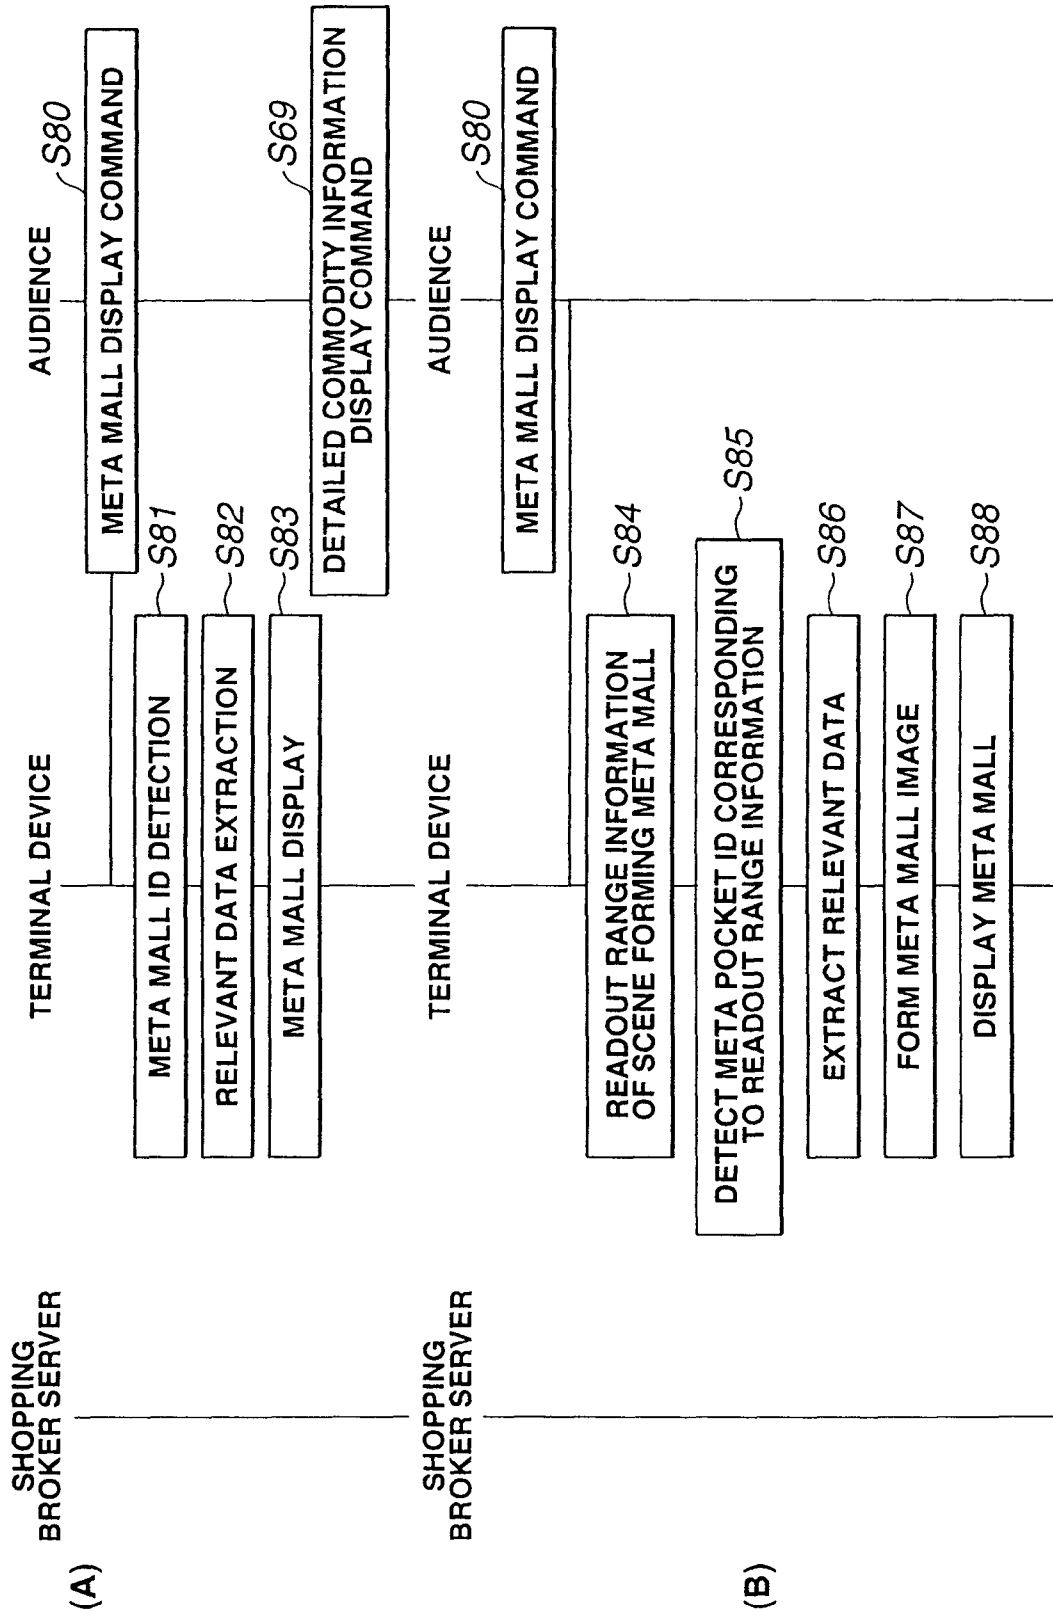 (A)
SHOPPING
BROKER SERVER
TERMINAL DEVICE
AUDIENCE
S80
META MALL DISPLAY COMMAND
META MALL ID DETECTION
S81
RELEVANT DATA EXTRACTION
S82
META MALL DISPLAY
S83
S69
DETAILED COMMODITY INFORMATION
DISPLAY COMMAND
(B)
SHOPPING
BROKER SERVER
TERMINAL DEVICE
AUDIENCE
S80
META MALL DISPLAY COMMAND
READOUT RANGE INFORMATION
OF SCENE FORMING META MALL
S84
DETECT META POCKET ID CORRESPONDING
TO READOUT RANGE INFORMATION
S85
EXTRACT RELEVANT DATA
S86
FORM META MALL IMAGE
S87
DISPLAY META MALL
S88